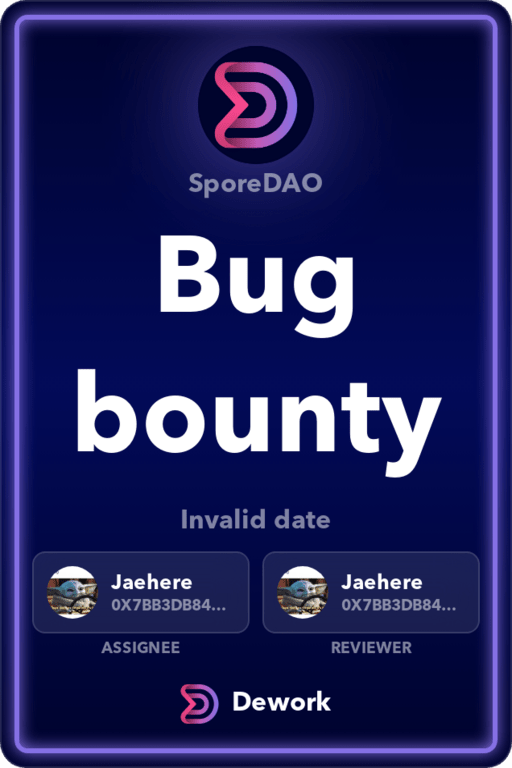 SporeDAO
Bug
bounty
Invalid date
Jaehere
0X7BB3DB84...
Jaehere
0X7BB3DB84...
ASSIGNEE
REVIEWER
Dework